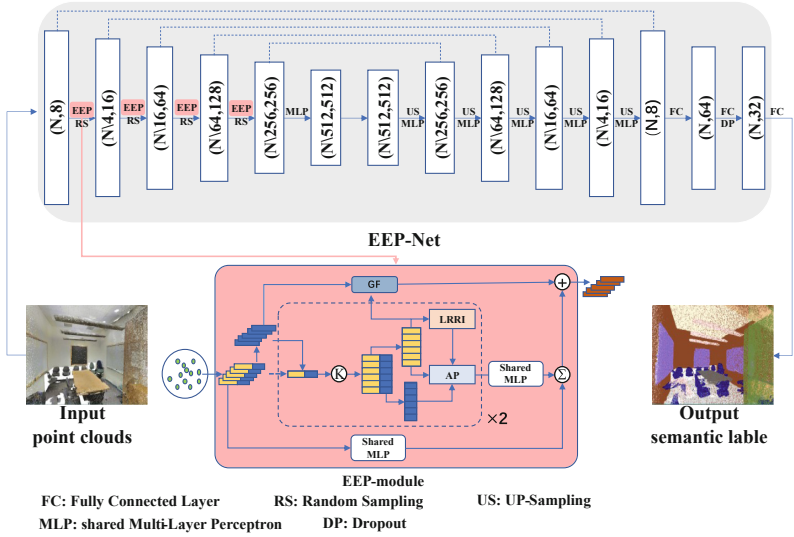 (N,8)
EEP
RS
(N\4,16)
EEP
RS
(N\16,64)
EEP
RS
(N\64,128)
EEP
RS
(N\256,256)
MLP
(N\512,512)
(N\512,512)
US
MLP
(N\256,256)
US
MLP
(N\64,128)
US
MLP
(N\16,64)
US
MLP
(N\4,16)
US
MLP
(N,8)
FC
(N,64)
FC
DP
(N,32)
FC
EEP-Net
GF
LRRI
K
AP
Shared
MLP
Σ
+
×2
Shared
MLP
EEP-module
Input
point clouds
Output
semantic lable
FC: Fully Connected Layer
RS: Random Sampling
US: UP-Sampling
MLP: shared Multi-Layer Perceptron
DP: Dropout